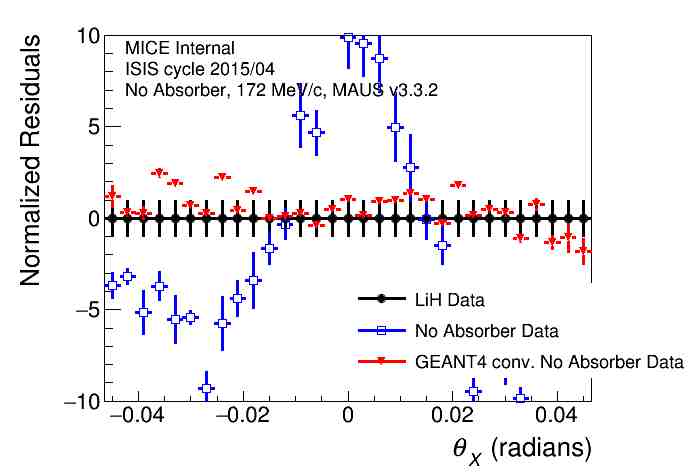 MICE Internal
ISIS cycle 2015/04
No Absorber, 172 MeV/c, MAUS v3.3.2
Normalized Residuals
10
5
0
−5
−10
LiH Data
No Absorber Data
GEANT4 conv. No Absorber Data
−0.04 −0.02 0 0.02 0.04
θX (radians)